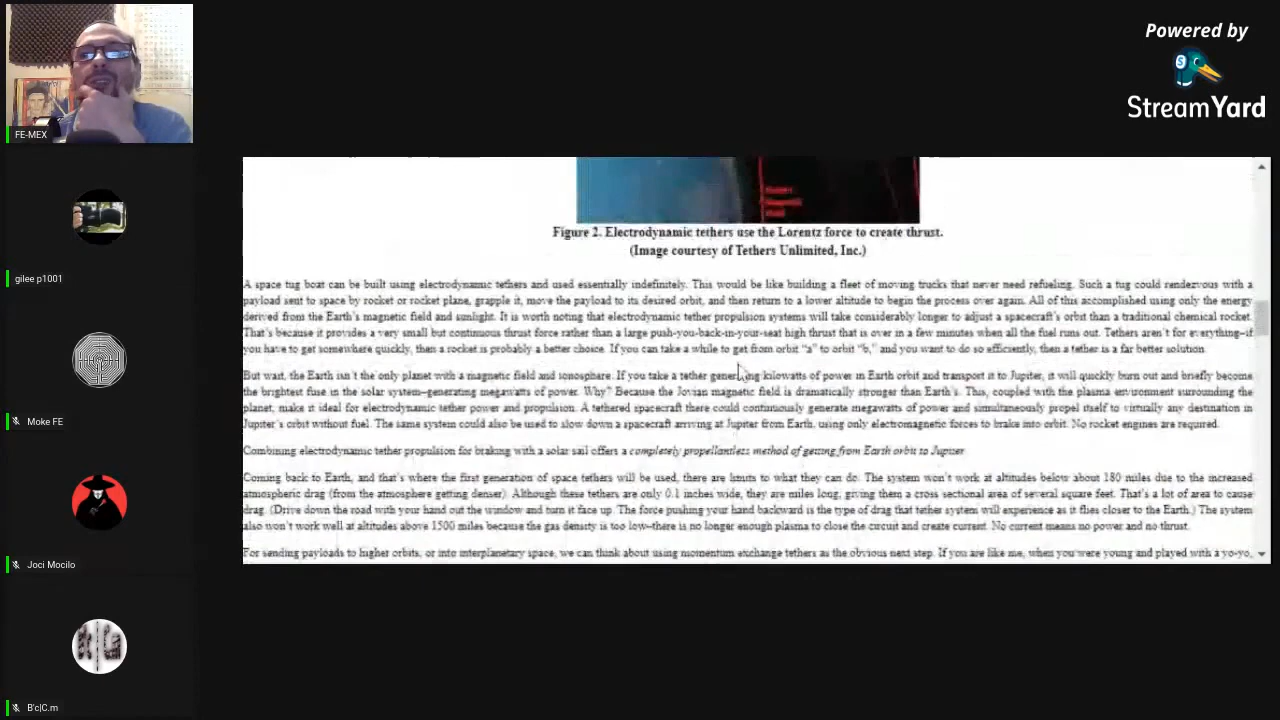 Powered by
StreamYard
FE-MEX
gilee p1001
Moke FE
Joci Mocilo
B'c|C.m
Figure 2. Electrodynamic tethers use the Lorentz force to create thrust.
(Image courtesy of Tethers Unlimited, Inc.)
A space tug boat can be built using electrodynamic tethers and used essentially indefinitely. This would be like building a fleet of moving trucks that never need refueling. Such a tug could rendezvous with a
payload sent to space by rocket or rocket plane, grapple it, move the payload to its desired orbit, and then return to a lower altitude to begin the process over again. All of this accomplished using only the energy
derived from the Earth's magnetic field and sunlight. It is worth noting that electrodynamic tether propulsion systems will take considerably longer to adjust a spacecraft's orbit than a traditional chemical rocket.
That's because it provides a very small but continuous thrust force rather than a large push-you-back-in-your-seat high thrust that is over in a few minutes when all the fuel runs out. Tethers aren't for everything–if
you have to get somewhere quickly, then a rocket is probably a better choice. If you can take a while to get from orbit "a" to orbit "b," and you want to do so efficiently, then a tether is a far better solution.
But wait, the Earth isn't the only planet with a magnetic field and ionosphere. If you take a tether generating kilowatts of power in Earth orbit and transport it to Jupiter, it will quickly burn out and briefly become
the brightest fuse in the solar system–generating megawatts of power. Why? Because the Jovian magnetic field is dramatically stronger than Earth's. This, coupled with the plasma environment surrounding the
planet, make it ideal for electrodynamic tether power and propulsion. A tethered spacecraft there could continuously generate megawatts of power and simultaneously propel itself to virtually any destination in
Jupiter's orbit without fuel. The same system could also be used to slow down a spacecraft arriving at Jupiter from Earth, using only electromagnetic forces to brake into orbit. No rocket engines are required.
Combining electrodynamic tether propulsion for braking with a solar sail offers a completely propellantless method of getting from Earth orbit to Jupiter
Coming back to Earth, and that's where the first generation of space tethers will be used, there are limits to what they can do. The system won't work at altitudes below about 180 miles due to the increased
atmospheric drag (from the atmosphere getting denser). Although these tethers are only 0.1 inches wide, they are miles long, giving them a cross sectional area of several square feet. That's a lot of area to cause
drag. (Drive down the road with your hand out the window and turn it face up. The force pushing your hand backward is the type of drag that tether system will experience as it flies closer to the Earth.) The system
also won't work well at altitudes above 1500 miles because the gas density is too low–there is no longer enough plasma to close the circuit and create current. No current means no power and no thrust.
For sending payloads to higher orbits, or into interplanetary space, we can think about using momentum exchange tethers as the obvious next step. If you are like me, when you were young and played with a yo-yo,